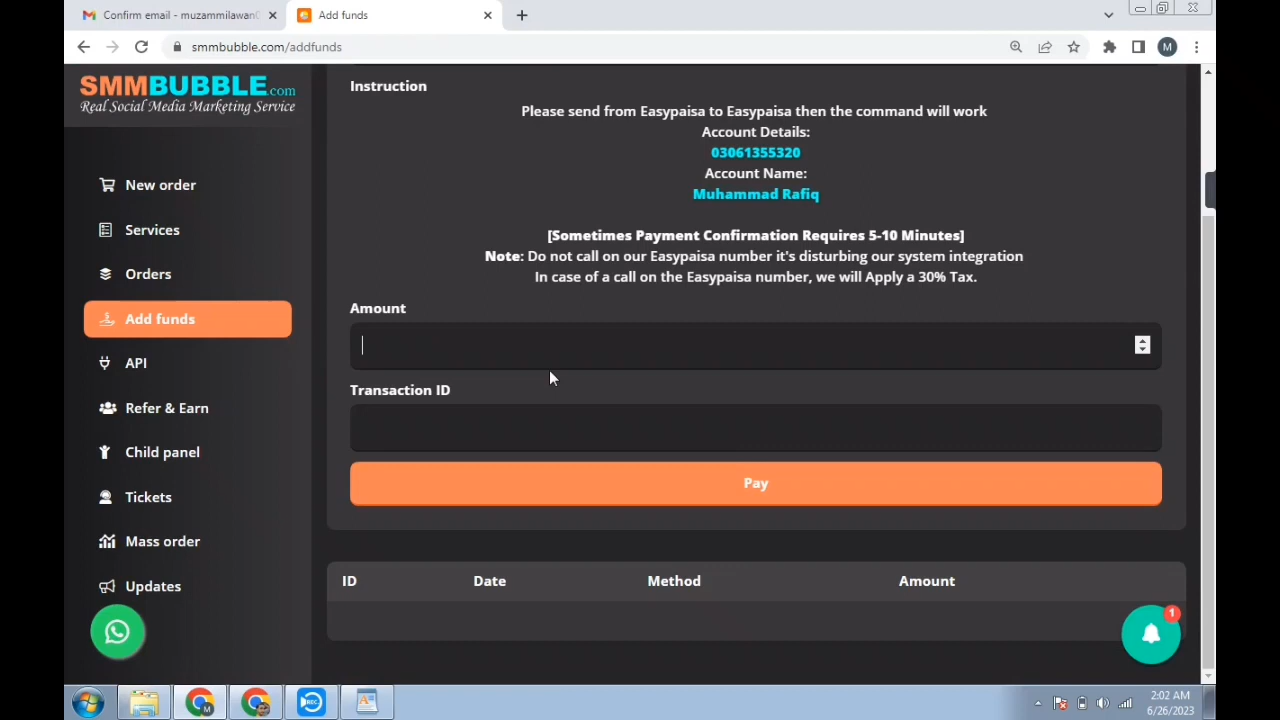 Confirm email - muzammilawan
Add funds
smmbubble.com/addfunds
M
SMMBUBBLE.com
Real Social Media Marketing Service
New order
Services
Orders
Add funds
API
Refer & Earn
Child panel
Tickets
Mass order
Updates
Instruction
Please send from Easypaisa to Easypaisa then the command will work
Account Details:
03061355320
Account Name:
Muhammad Rafiq
[Sometimes Payment Confirmation Requires 5-10 Minutes]
Note: Do not call on our Easypaisa number it's disturbing our system integration
In case of a call on the Easypaisa number, we will Apply a 30% Tax.
Amount
Transaction ID
Pay
ID Date Method Amount
1
REC
2:02 AM
6/26/2023